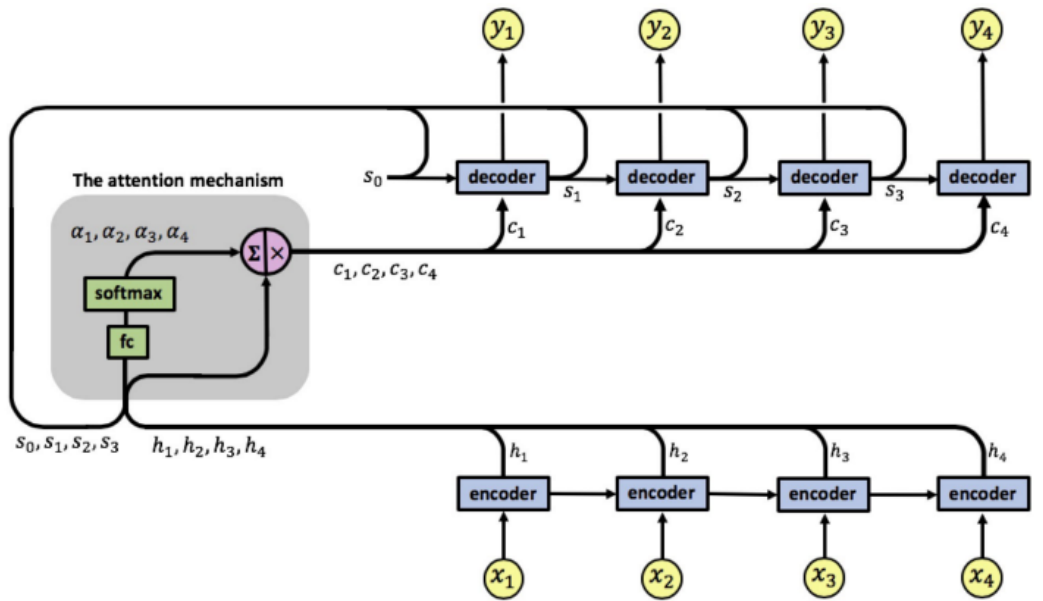 y₁ y₂ y₃ y₄
The attention mechanism
s₀ decoder s₁ decoder s₂ decoder s₃ decoder
α₁, α₂, α₃, α₄
c₁ c₂ c₃ c₄
Σ ×
c₁, c₂, c₃, c₄
softmax
fc
s₀, s₁, s₂, s₃ h₁, h₂, h₃, h₄
h₁ h₂ h₃ h₄
encoder encoder encoder encoder
x₁ x₂ x₃ x₄